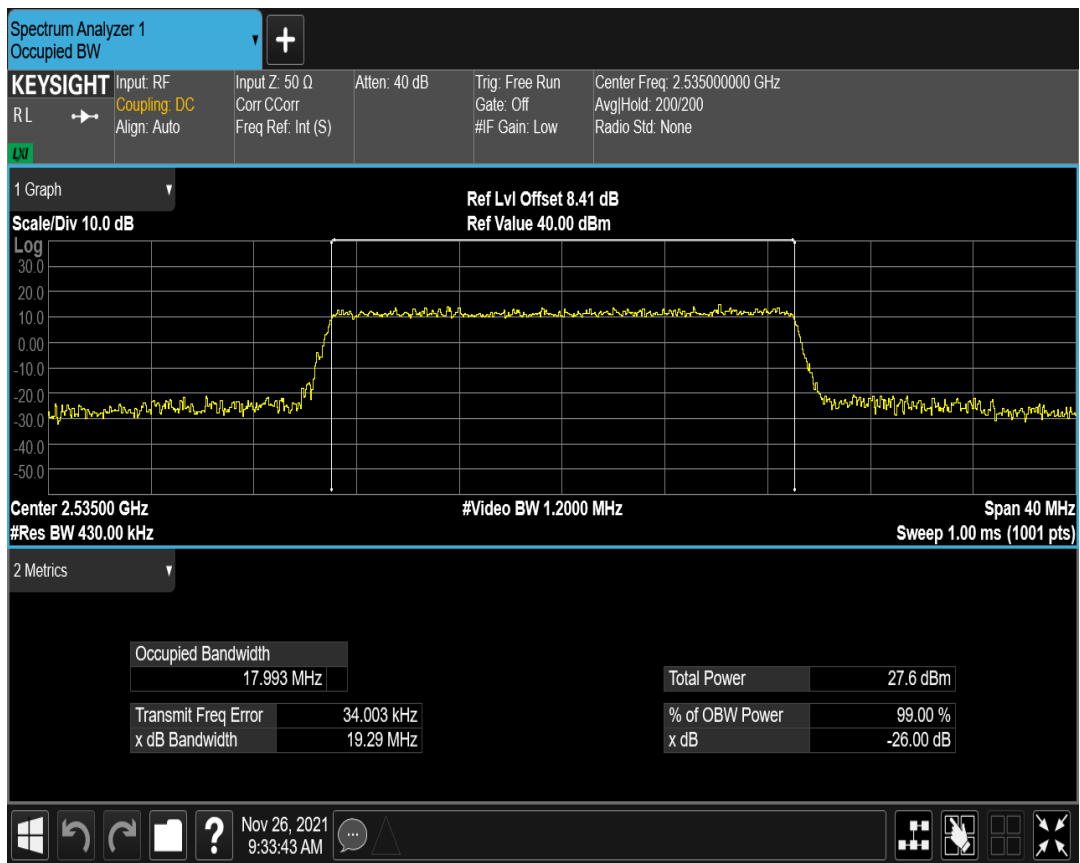 Spectrum Analyzer 1
Occupied BW
+
KEYSIGHT
R L
LXI
Input: RF
Coupling: DC
Align: Auto
Input Z: 50 Ω
Corr CCorr
Freq Ref: Int (S)
Atten: 40 dB
Trig: Free Run
Gate: Off
#IF Gain: Low
Center Freq: 2.535000000 GHz
Avg|Hold: 200/200
Radio Std: None
1 Graph
Scale/Div 10.0 dB
Ref Lvl Offset 8.41 dB
Ref Value 40.00 dBm
Log
30.0
20.0
10.0
0.00
-10.0
-20.0
-30.0
-40.0
-50.0
Center 2.53500 GHz
#Video BW 1.2000 MHz
Span 40 MHz
#Res BW 430.00 kHz
Sweep 1.00 ms (1001 pts)
2 Metrics
Occupied Bandwidth
17.993 MHz
Transmit Freq Error 34.003 kHz
x dB Bandwidth 19.29 MHz
Total Power 27.6 dBm
% of OBW Power 99.00 %
x dB -26.00 dB
?
Nov 26, 2021
9:33:43 AM